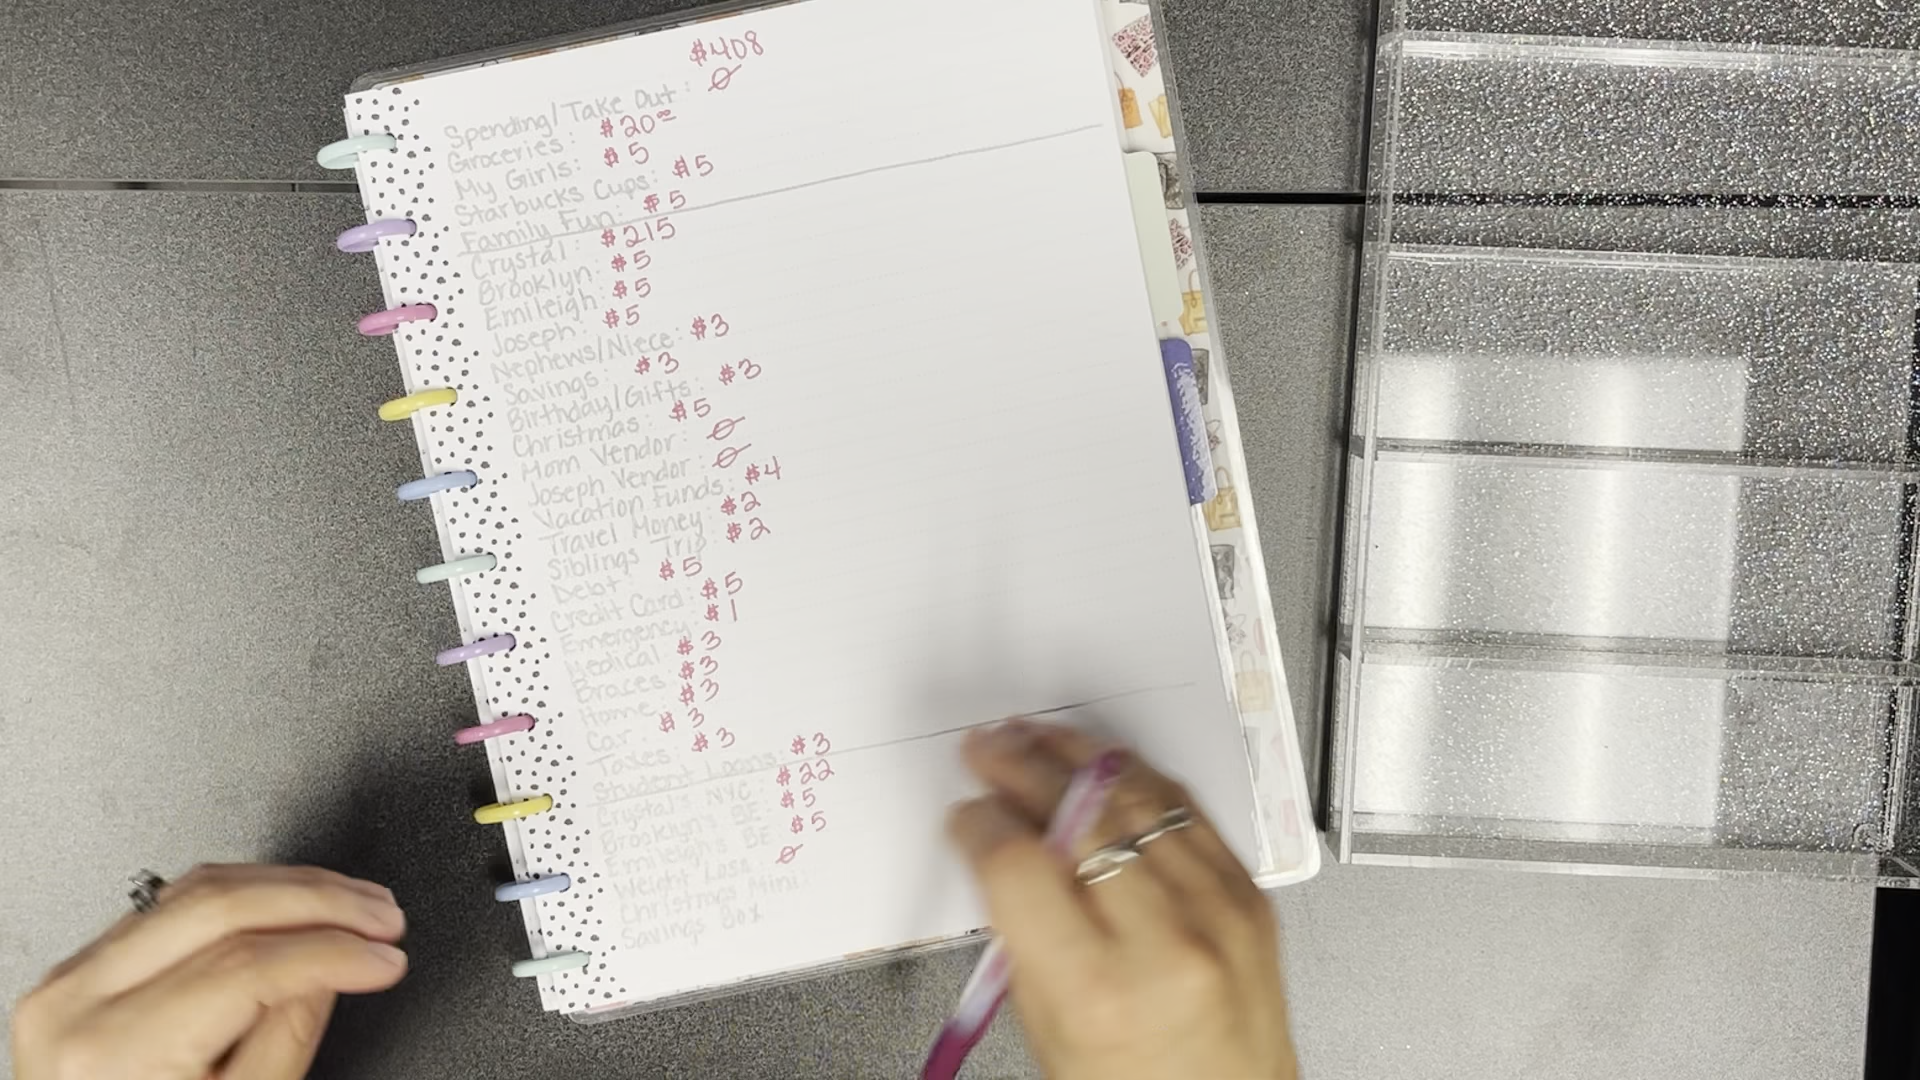 $408
Spending/Take Out: Ø
Groceries: $20.00
My Girls: $5
Starbucks Cups: $5
Family Fun: $5
Crystal: $215
Brooklyn: $5
Emileigh: $5
Joseph: $5
Nephews/Niece: $3
Savings: $3
Birthday/Gifts: $3
Christmas: $5
Mom Vendor: Ø
Joseph Vendor: Ø
Vacation Funds: $4
Travel Money $2
Siblings Trip $2
Debt $5
Credit Card: $5
Emergency $1
Medical $3
Braces $3
Home $3
Car: $3
Taxes: $3
Student Loans: $3
Crystal's NYC: $22
Brooklyn's BE $5
Emileigh's BE $5
Weight Loss: Ø
Christmas Mini:
Savings Box